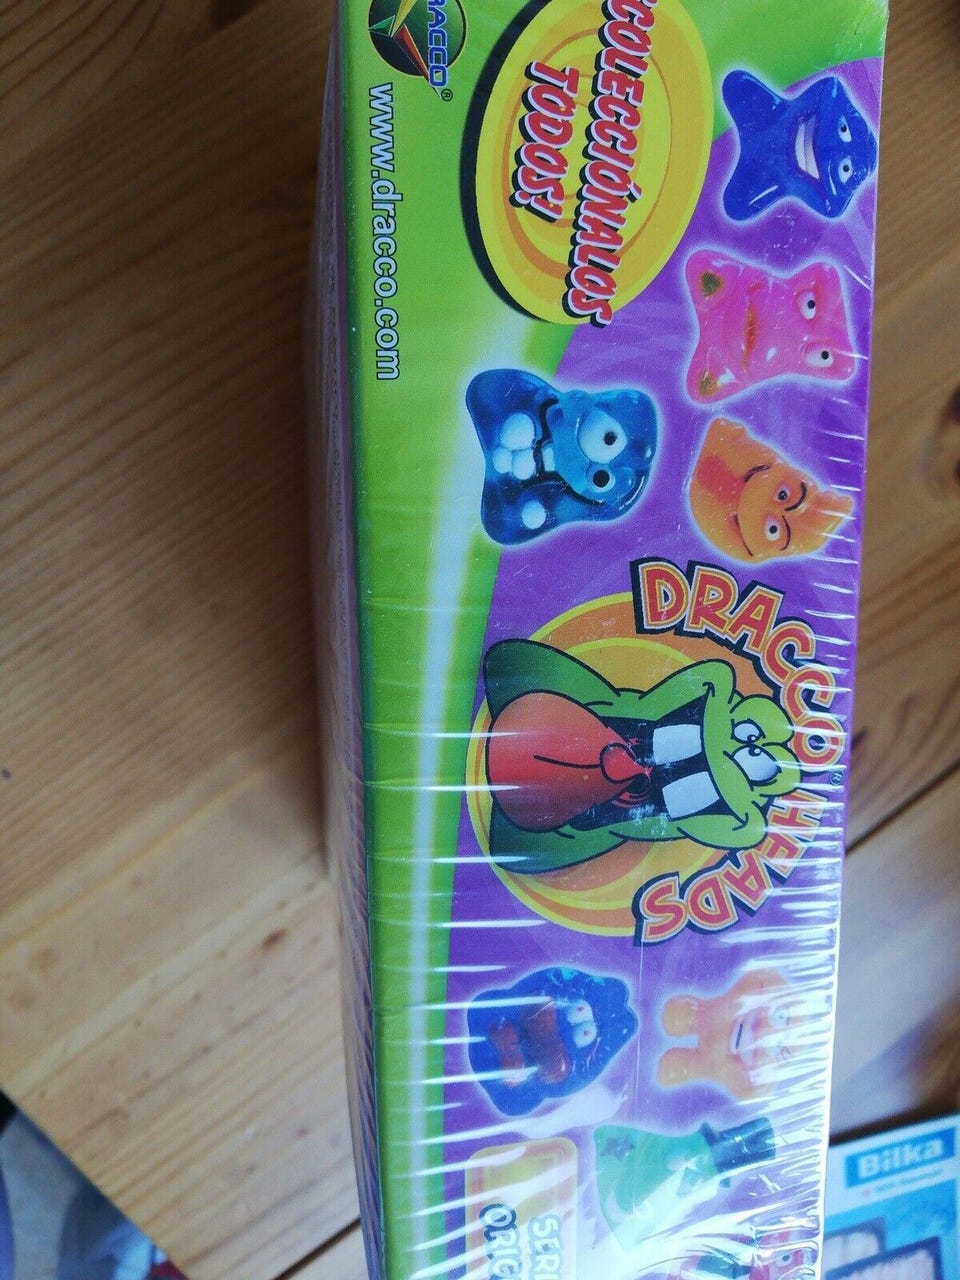 DRACCO®
www.dracco.com
¡COLECCIÓNALOS
TODOS!
DRACCO® HEADS
Bilka